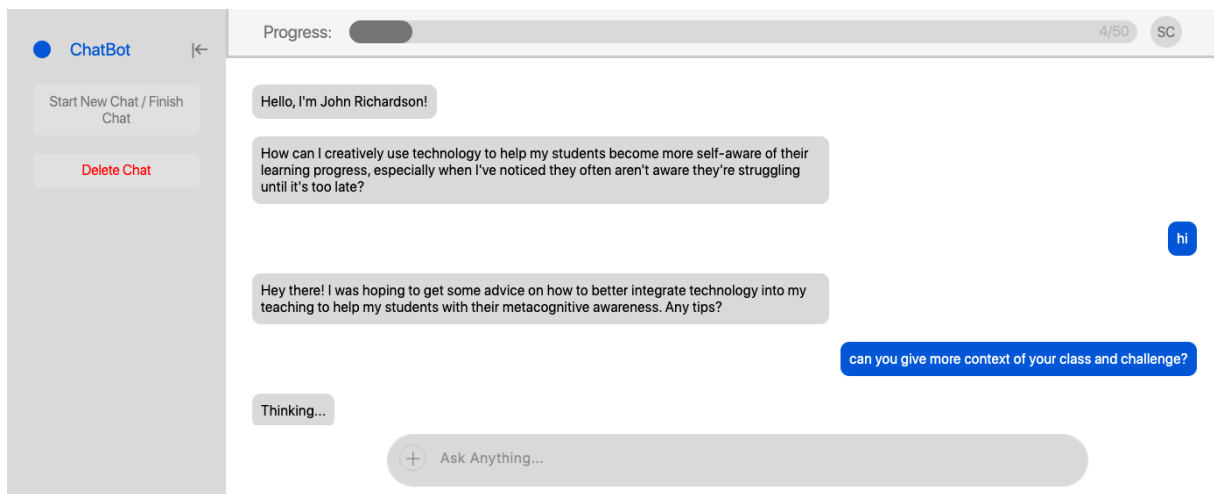 ChatBot
Start New Chat / Finish
Chat
Delete Chat
Progress:
4/50
SC
Hello, I'm John Richardson!
How can I creatively use technology to help my students become more self-aware of their
learning progress, especially when I've noticed they often aren't aware they're struggling
until it's too late?
hi
Hey there! I was hoping to get some advice on how to better integrate technology into my
teaching to help my students with their metacognitive awareness. Any tips?
can you give more context of your class and challenge?
Thinking...
Ask Anything...